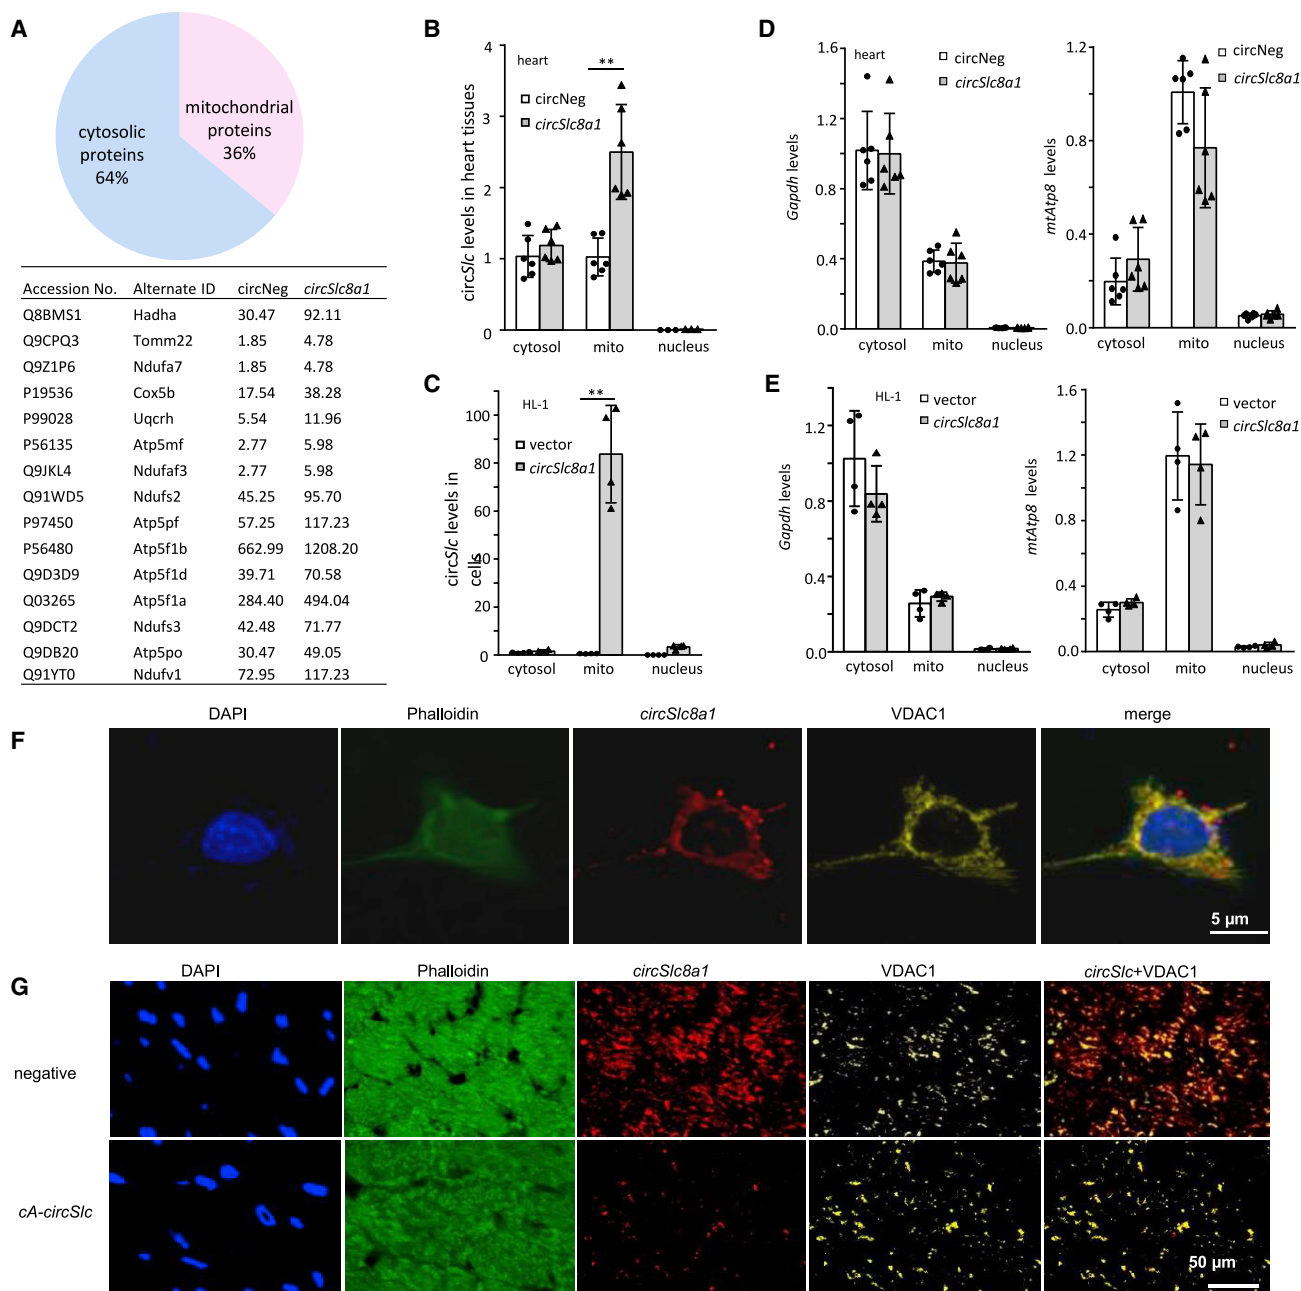 A
cytosolic
proteins
64%
mitochondrial
proteins
36%
Accession No. Alternate ID circNeg circSlc8a1
Q8BMS1 Hadha 30.47 92.11
Q9CPQ3 Tomm22 1.85 4.78
Q9Z1P6 Ndufa7 1.85 4.78
P19536 Cox5b 17.54 38.28
P99028 Uqcrh 5.54 11.96
P56135 Atp5mf 2.77 5.98
Q9JKL4 Ndufaf3 2.77 5.98
Q91WD5 Ndufs2 45.25 95.70
P97450 Atp5pf 57.25 117.23
P56480 Atp5f1b 662.99 1208.20
Q9D3D9 Atp5f1d 39.71 70.58
Q03265 Atp5f1a 284.40 494.04
Q9DCT2 Ndufs3 42.48 71.77
Q9DB20 Atp5po 30.47 49.05
Q91YT0 Ndufv1 72.95 117.23
B
circSlc levels in heart tissues
4
3
2
1
0
heart
**
circNeg
circSlc8a1
cytosol mito nucleus
C
circSlc levels in
cells
100
80
60
40
20
0
HL-1
**
vector
circSlc8a1
cytosol mito nucleus
D
Gapdh levels
1.6
1.2
0.8
0.4
0.0
heart
circNeg
circSlc8a1
cytosol mito nucleus
mtAtp8 levels
1.2
0.8
0.4
0.0
circNeg
circSlc8a1
cytosol mito nucleus
E
Gapdh levels
1.2
0.8
0.4
0.0
HL-1
vector
circSlc8a1
cytosol mito nucleus
mtAtp8 levels
1.6
1.2
0.8
0.4
0.0
vector
circSlc8a1
cytosol mito nucleus
F
DAPI Phalloidin circSlc8a1 VDAC1 merge
5 µm
G
DAPI Phalloidin circSlc8a1 VDAC1 circSlc+VDAC1
negative
cA-circSlc
50 µm